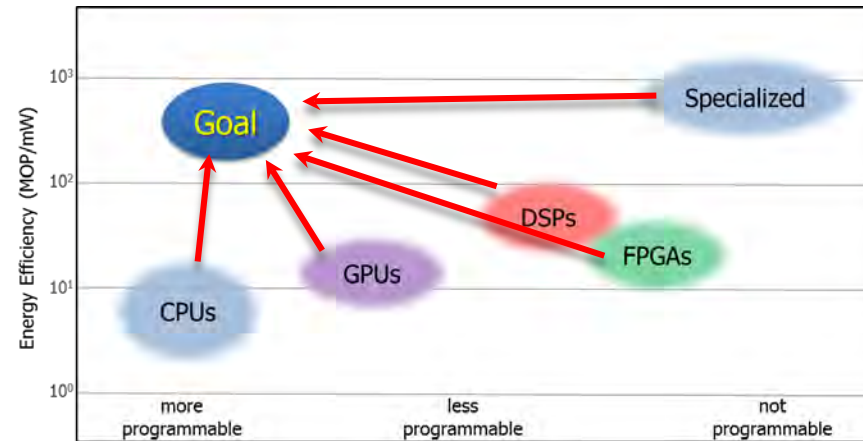 Energy Efficiency (MOP/mW)
10³
10²
10¹
10⁰
Goal
Specialized
DSPs
FPGAs
GPUs
CPUs
more
programmable
less
programmable
not
programmable